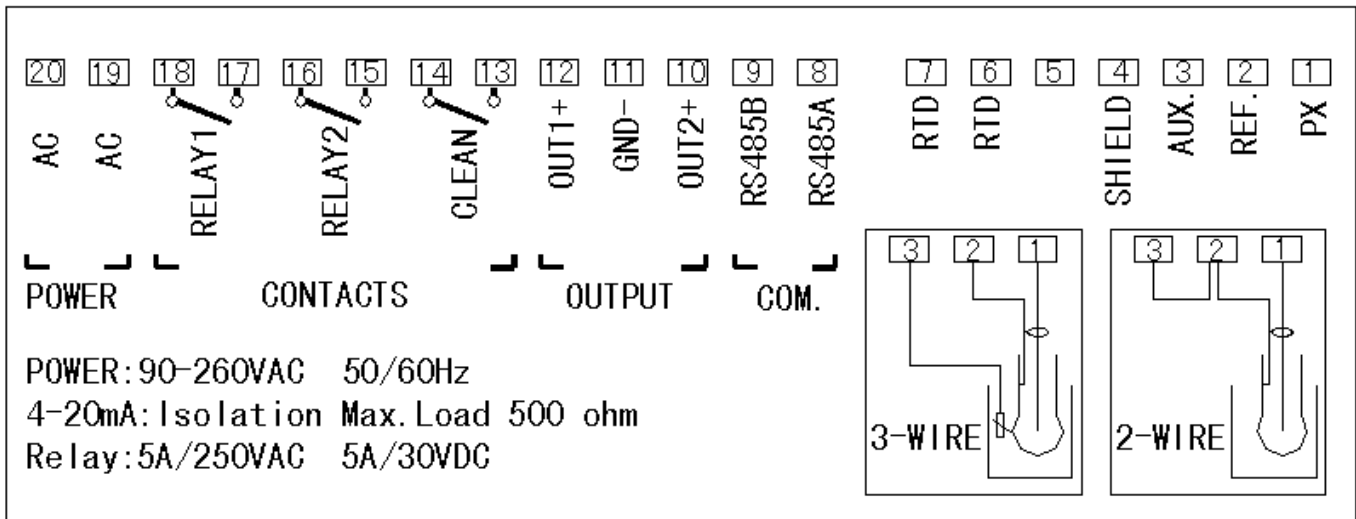 20 19 18 17 16 15 14 13 12 11 10 9 8 7 6 5 4 3 2 1
AC AC RELAY1 RELAY2 CLEAN OUT1+ GND- OUT2+ RS485B RS485A RTD RTD SHIELD AUX. REF. PX
POWER CONTACTS OUTPUT COM.
3 2 1
3-WIRE
3 2 1
2-WIRE
POWER:90-260VAC 50/60Hz
4-20mA:Isolation Max.Load 500 ohm
Relay:5A/250VAC 5A/30VDC